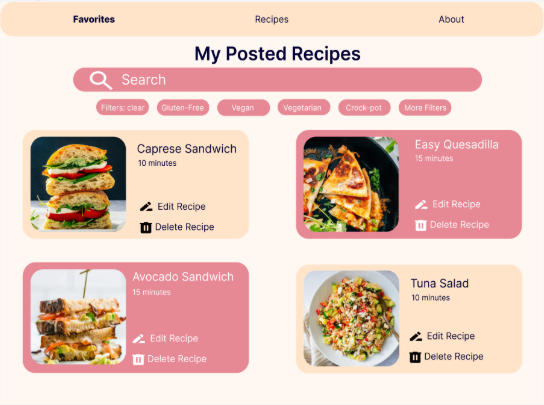 Favorites
Recipes
About
My Posted Recipes
Search
Filters: clear
Gluten-Free
Vegan
Vegetarian
Crock-pot
More Filters
Caprese Sandwich
10 minutes
Edit Recipe
Delete Recipe
Easy Quesadilla
15 minutes
Edit Recipe
Delete Recipe
Avocado Sandwich
15 minutes
Edit Recipe
Delete Recipe
Tuna Salad
10 minutes
Edit Recipe
Delete Recipe